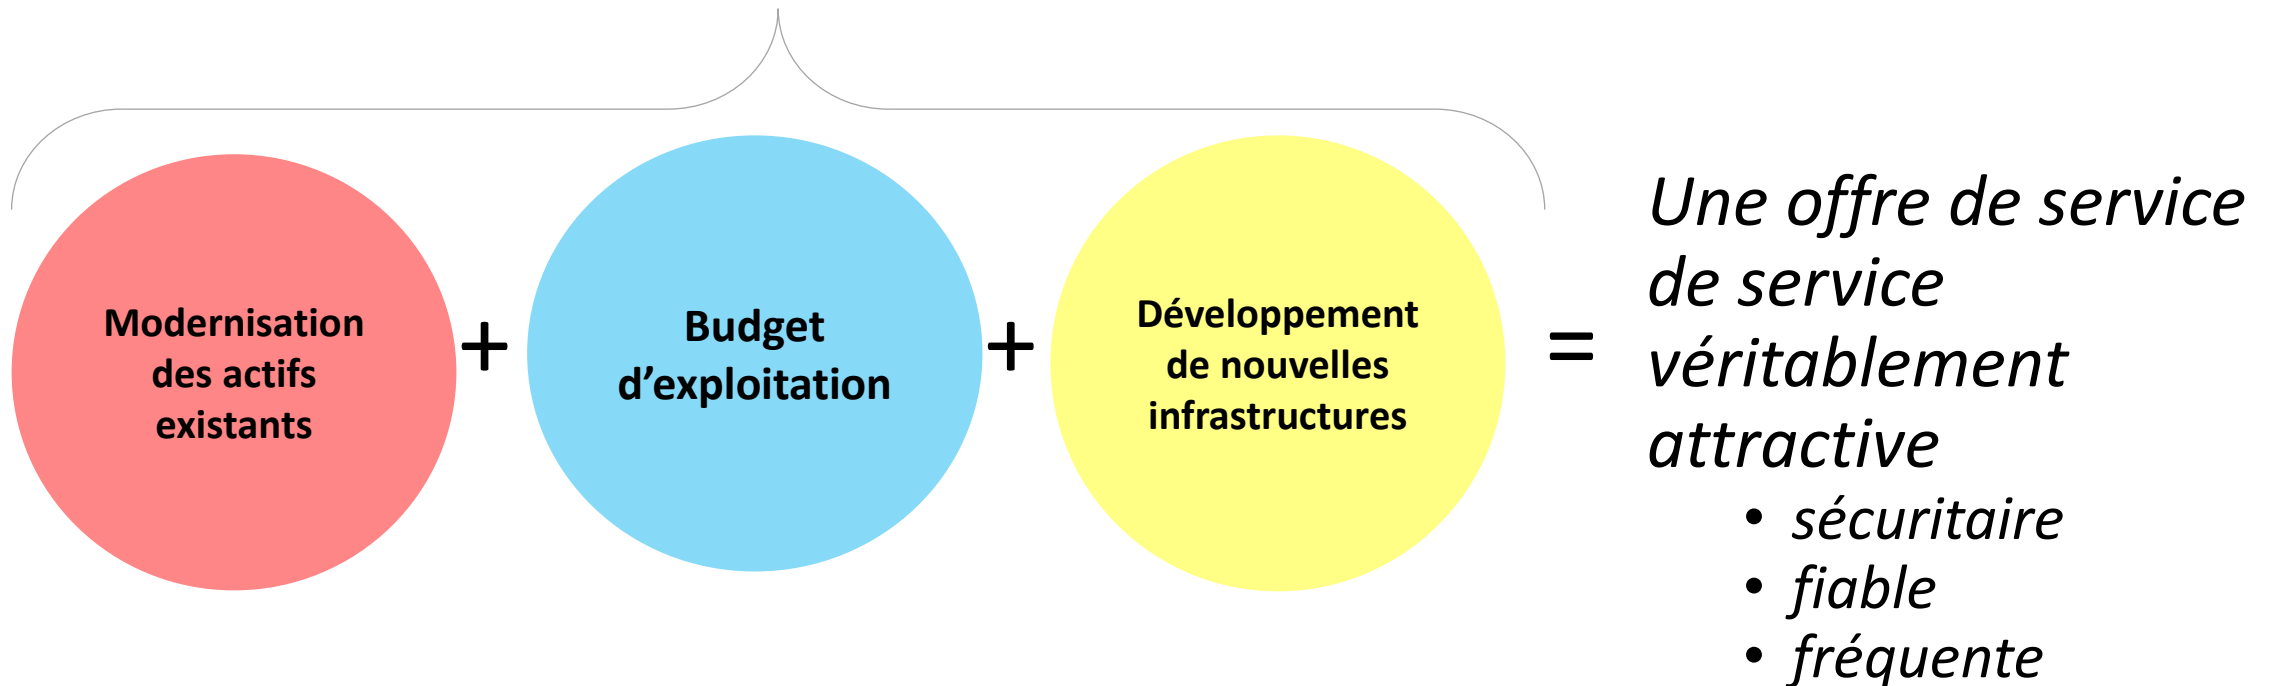 Modernisation
des actifs
existants
+
Budget
d’exploitation
+
Développement
de nouvelles
infrastructures
=
Une offre de service
de service
véritablement
attractive
• sécuritaire
• fiable
• fréquente